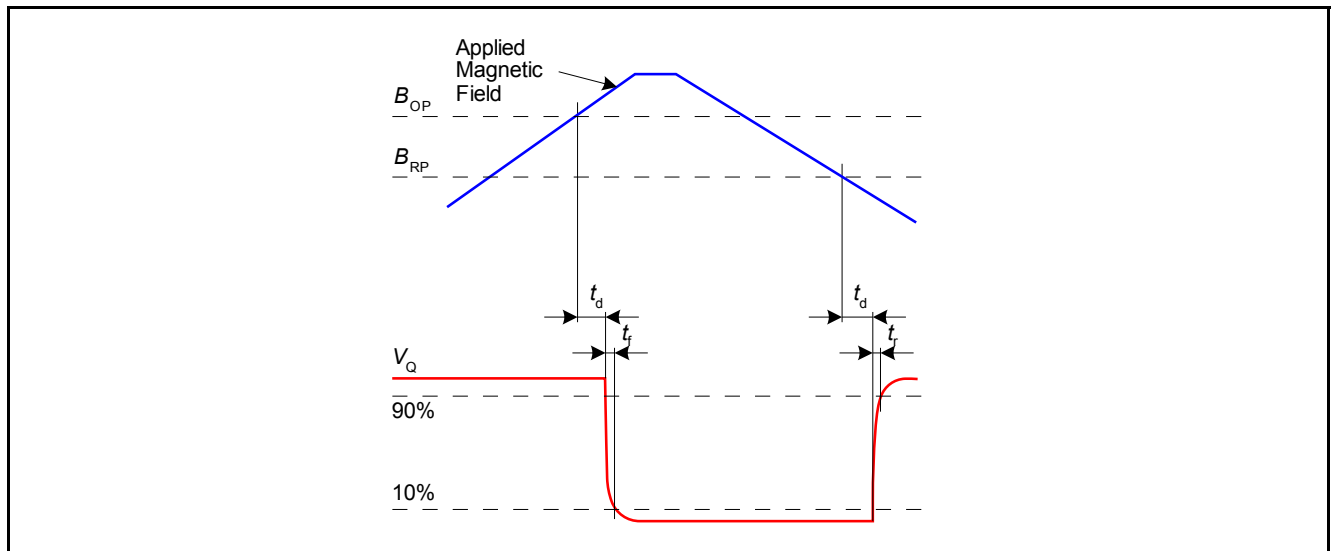 Applied
Magnetic
Field
BOP
BRP
td td
tf tr
VQ
90%
10%